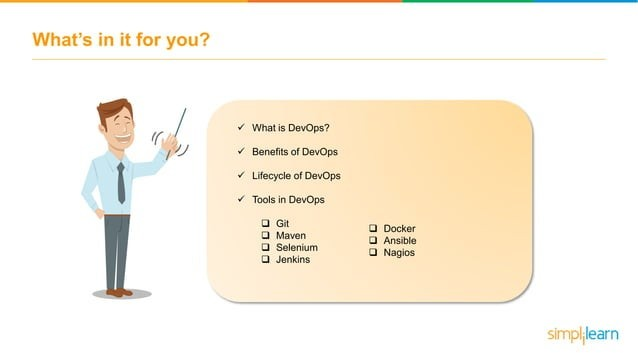 What's in it for you?
What is DevOps?
Benefits of DevOps
Lifecycle of DevOps
Tools in DevOps
Git
Maven
Selenium
Jenkins
Docker
Ansible
Nagios
simplilearn